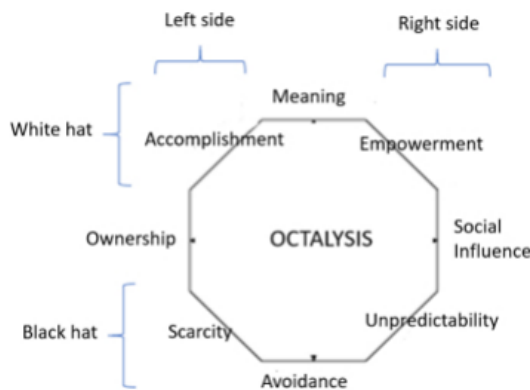 Left side
Right side
Meaning
White hat
Accomplishment
Empowerment
Ownership
OCTALYSIS
Social
Influence
Black hat
Scarcity
Unpredictability
Avoidance